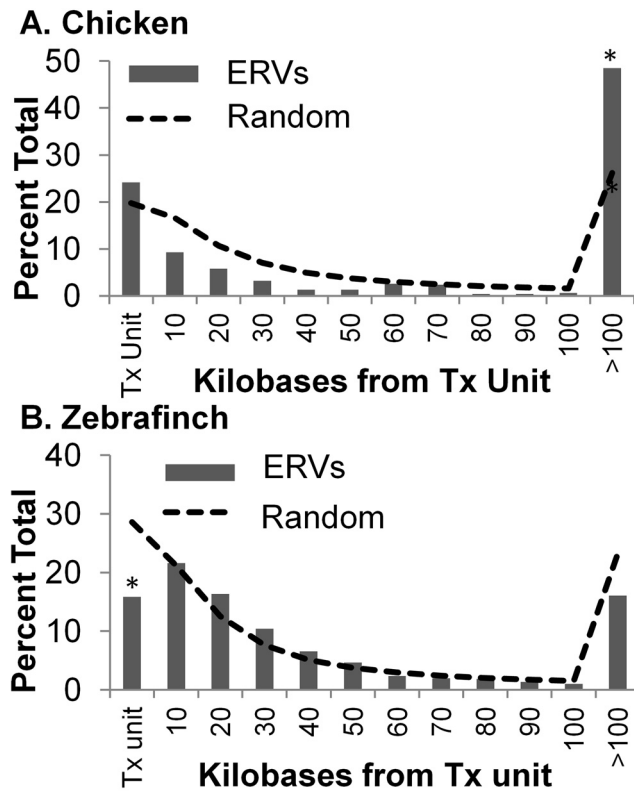 A. Chicken
50
40
30
20
10
0
Percent Total
ERVs
Random
*
*
Tx Unit 10 20 30 40 50 60 70 80 90 100 >100
Kilobases from Tx Unit
B. Zebrafinch
40
30
20
10
0
Percent Total
ERVs
Random
*
Tx unit 10 20 30 40 50 60 70 80 90 100 >100
Kilobases from Tx unit